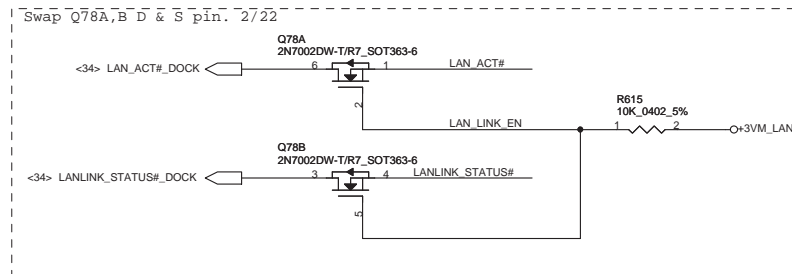 Swap Q78A,B D & S pin. 2/22
Q78A
2N7002DW-T/R7_SOT363-6
<34> LAN_ACT#_DOCK
6
1
LAN_ACT#
2
LAN_LINK_EN
R615
10K_0402_5%
1
2
+3VM_LAN
Q78B
2N7002DW-T/R7_SOT363-6
<34> LANLINK_STATUS#_DOCK
3
4
LANLINK_STATUS#
5